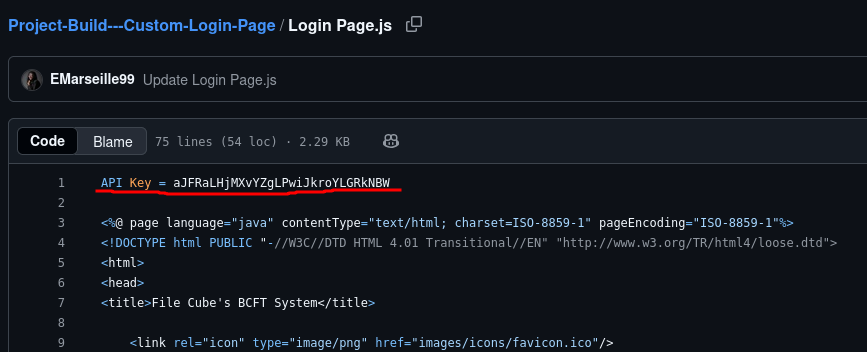 Project-Build---Custom-Login-Page / Login Page.js
EMarseille99 Update Login Page.js
Code Blame 75 lines (54 loc) · 2.29 KB
1 API Key = aJFRaLHjMXvYZgLPwiJkroYLGRkNBW
2
3 <%@ page language="java" contentType="text/html; charset=ISO-8859-1" pageEncoding="ISO-8859-1"%>
4 <!DOCTYPE html PUBLIC "-//W3C//DTD HTML 4.01 Transitional//EN" "http://www.w3.org/TR/html4/loose.dtd">
5 <html>
6 <head>
7 <title>File Cube's BCFT System</title>
8
9 <link rel="icon" type="image/png" href="images/icons/favicon.ico"/>